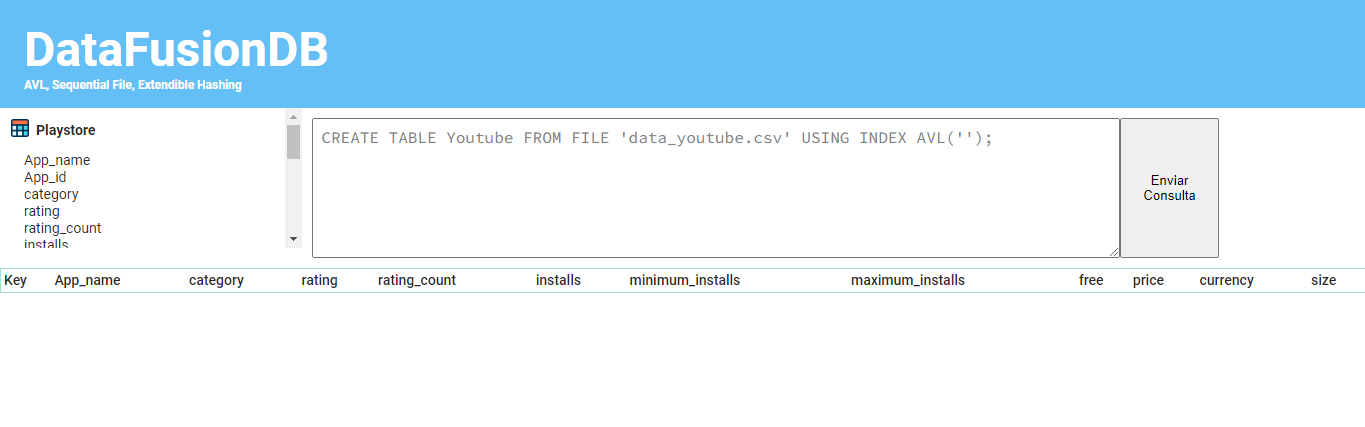 DataFusionDB
AVL, Sequential File, Extendible Hashing
Playstore
App_name
App_id
category
rating
rating_count
installs
CREATE TABLE Youtube FROM FILE 'data_youtube.csv' USING INDEX AVL('');
Enviar
Consulta
Key App_name category rating rating_count installs minimum_installs maximum_installs free price currency size